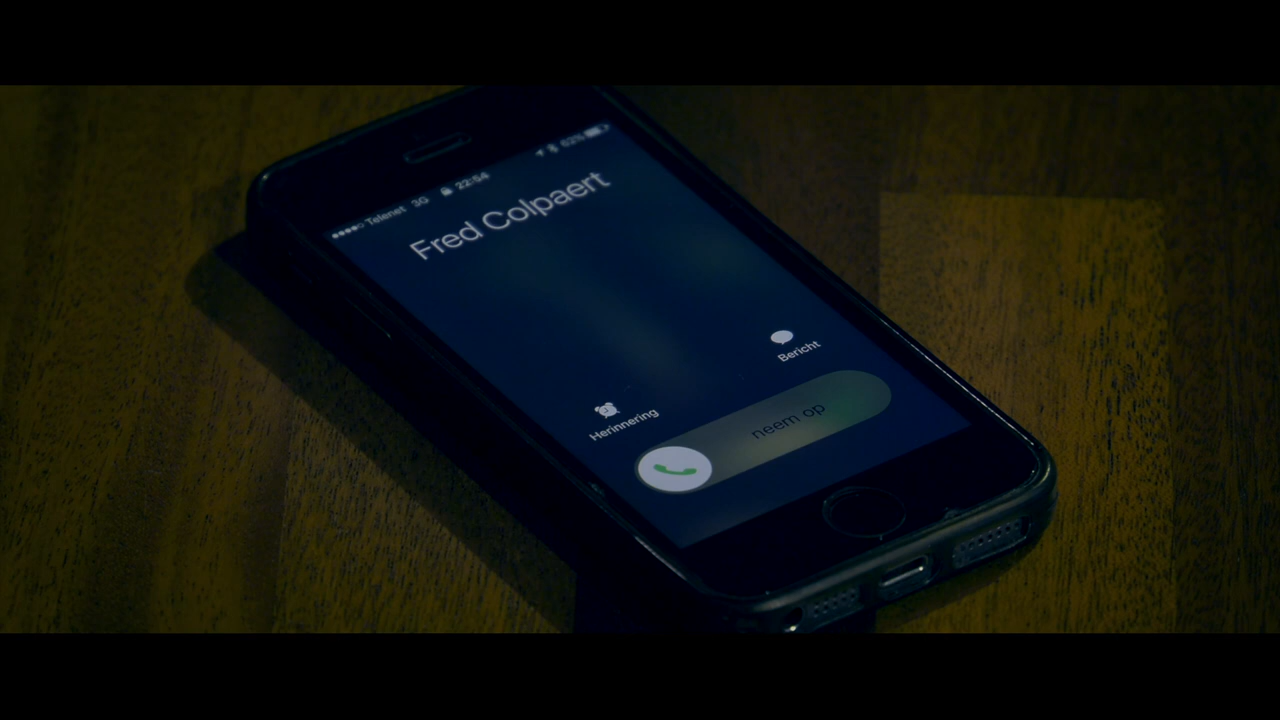 Telenet 3G 22:54 62%
Fred Colpaert
Herinnering Bericht
neem op